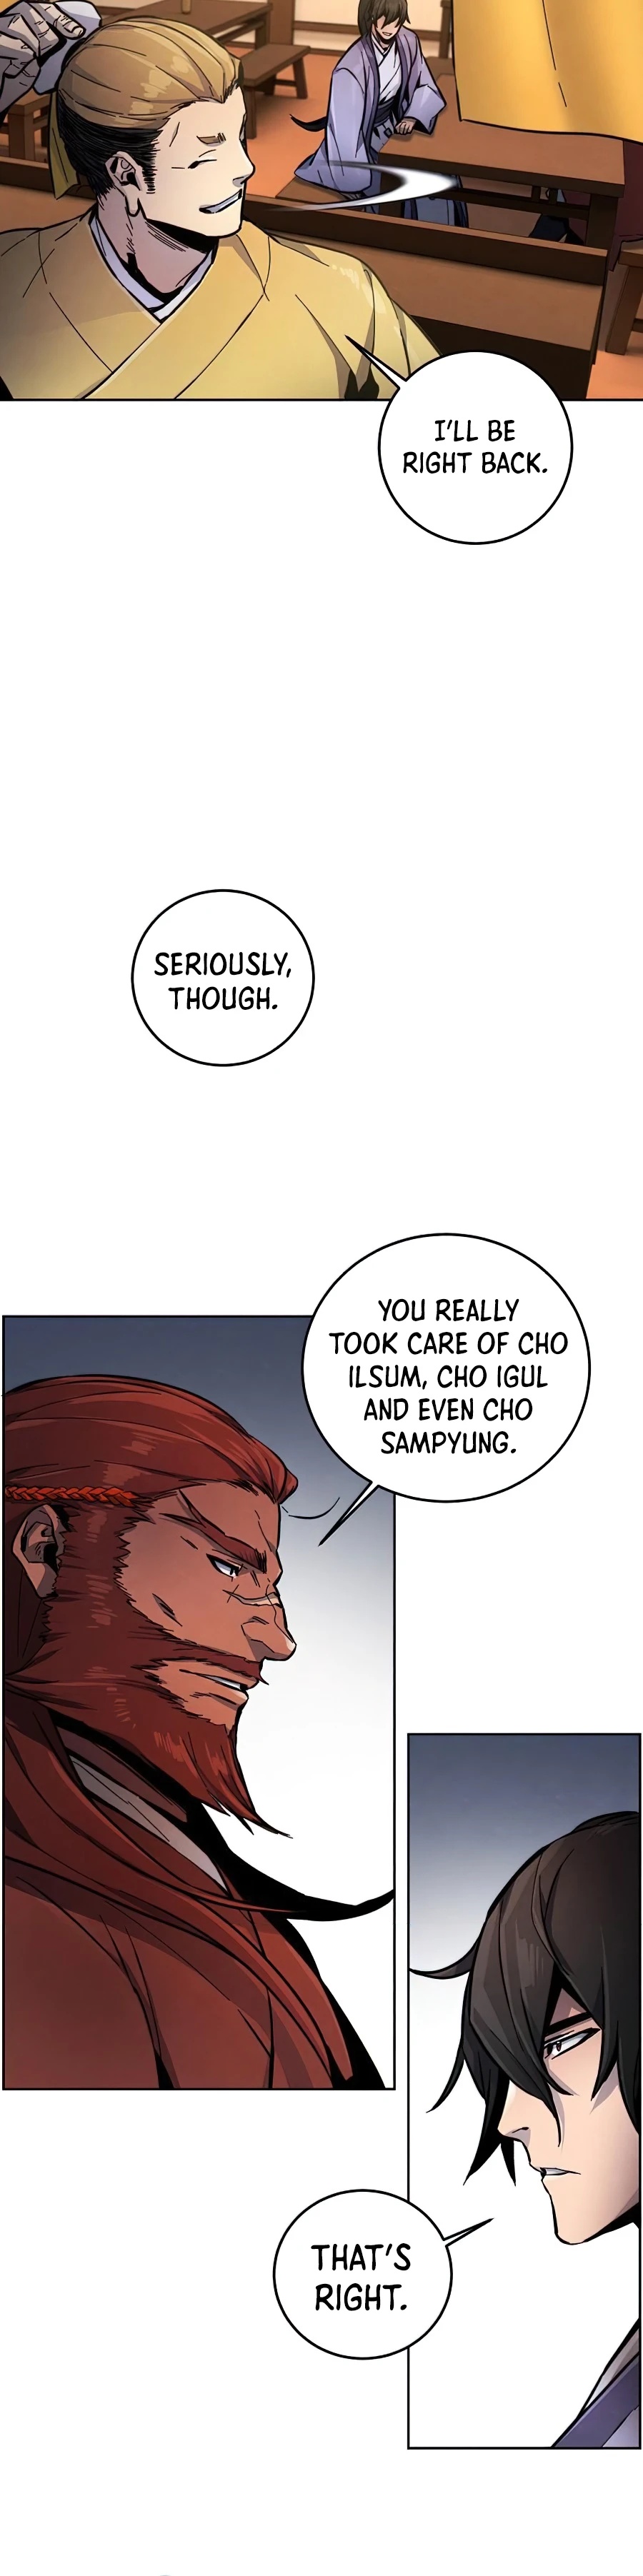 I'LL BE
RIGHT BACK.
SERIOUSLY,
THOUGH.
YOU REALLY
TOOK CARE OF CHO
ILSUM, CHO IGUL
AND EVEN CHO
SAMPYUNG.
THAT'S
RIGHT.